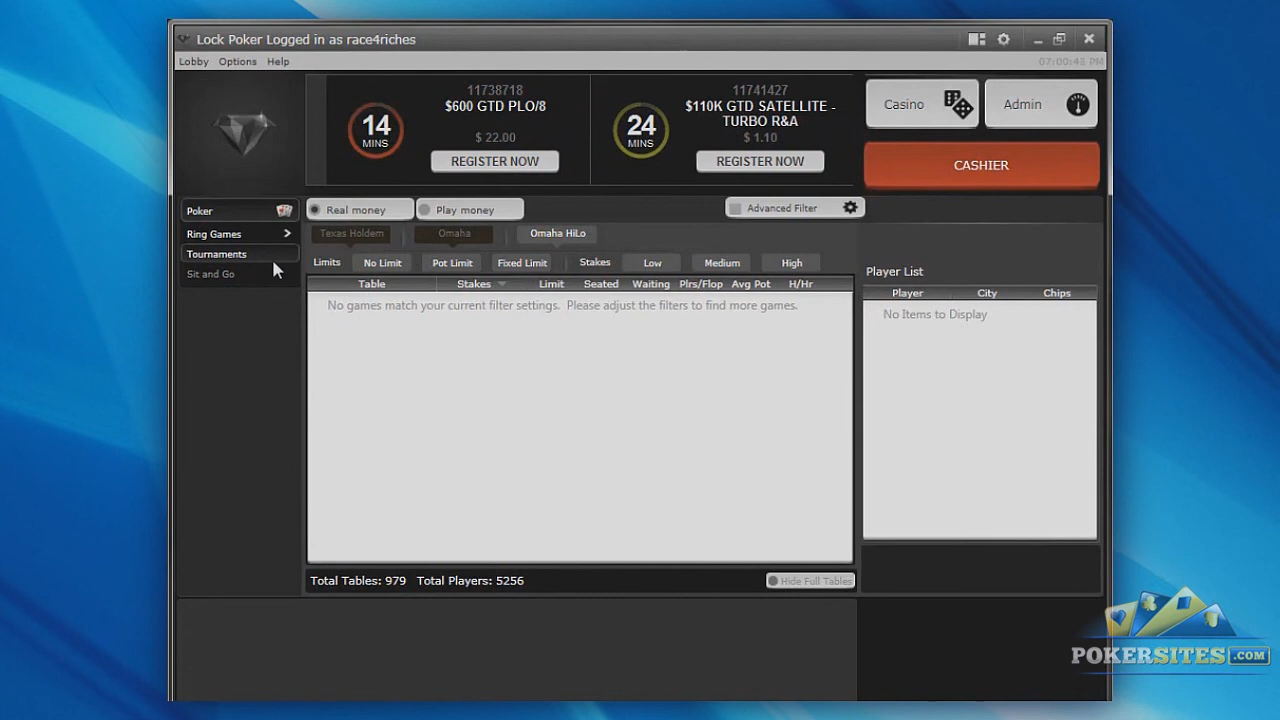 Lock Poker Logged in as race4riches
Lobby Options Help
07:00:43 PM
11738718
$600 GTD PLO/8
14
MINS
$ 22.00
REGISTER NOW
11741427
$110K GTD SATELLITE -
TURBO R&A
24
MINS
$ 1.10
REGISTER NOW
Casino
Admin
CASHIER
Poker
Ring Games >
Tournaments
Sit and Go
Real money Play money
Advanced Filter
Texas Holdem Omaha Omaha HiLo
Limits No Limit Pot Limit Fixed Limit Stakes Low Medium High
Table Stakes Limit Seated Waiting Plrs/Flop Avg Pot H/Hr
No games match your current filter settings. Please adjust the filters to find more games.
Player List
Player City Chips
No Items to Display
Total Tables: 979 Total Players: 5256
Hide Full Tables
POKERSITES.COM